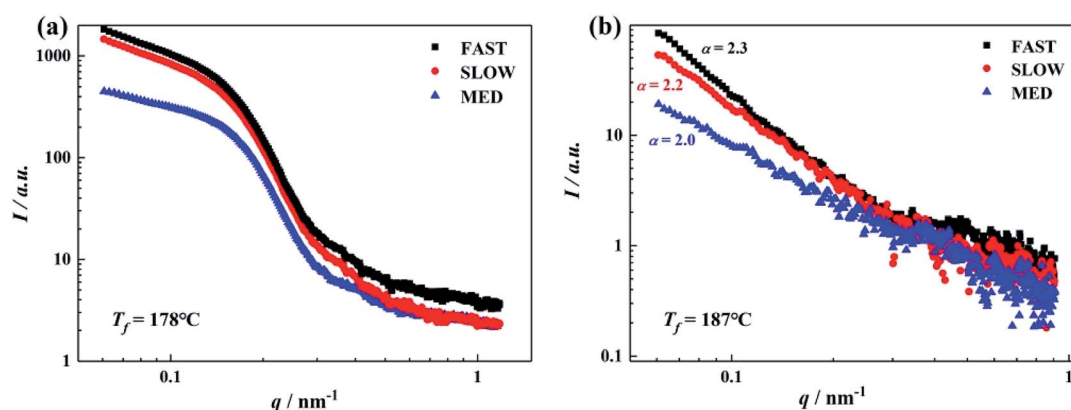 (a)
FAST
SLOW
MED
1000
100
10
1
I / a.u.
T_f = 178°C
0.1
1
q / nm⁻¹
(b)
α = 2.3
α = 2.2
α = 2.0
FAST
SLOW
MED
10
1
0.1
I / a.u.
T_f = 187°C
0.1
1
q / nm⁻¹